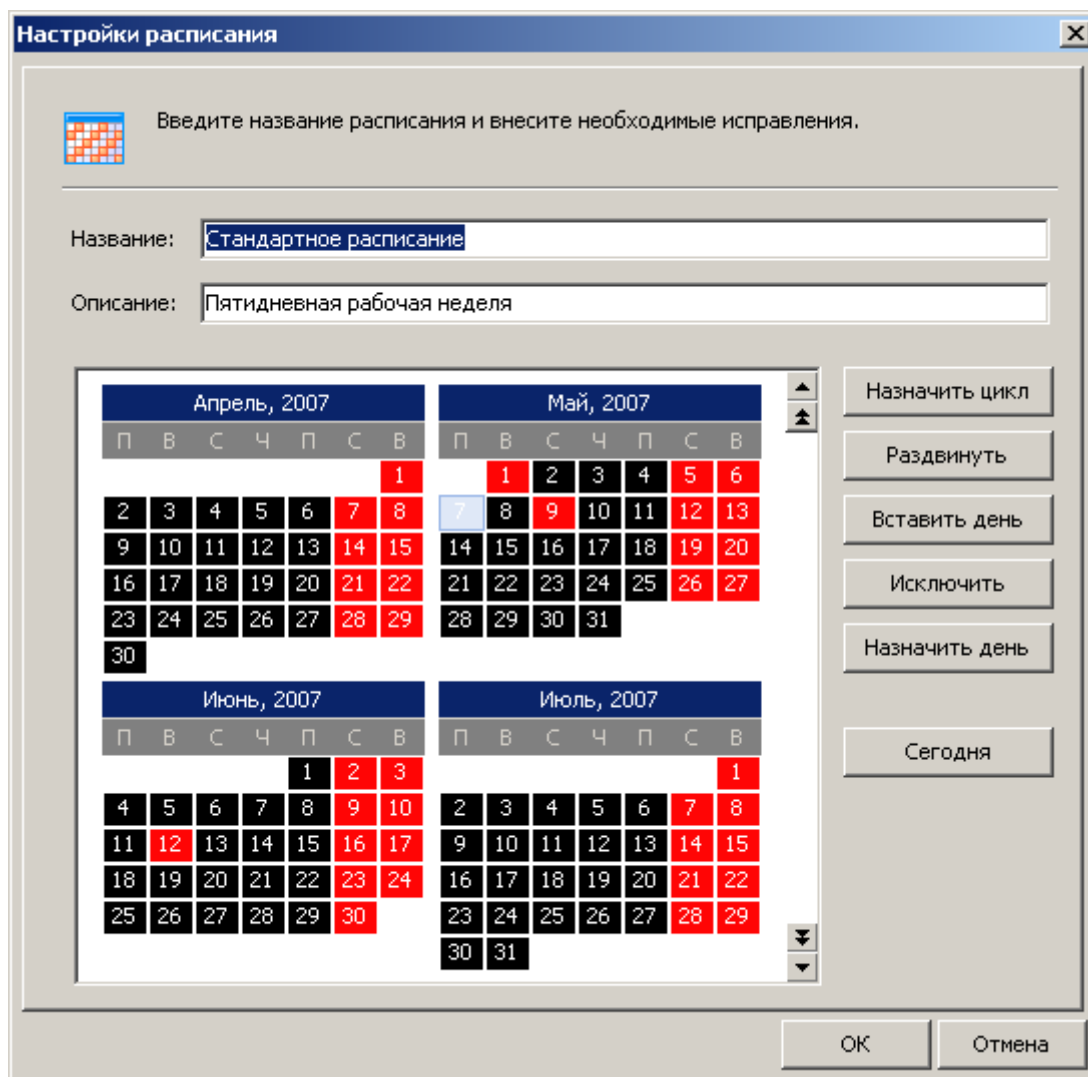 Настройки расписания
Введите название расписания и внесите необходимые исправления.
Название: Стандартное расписание
Описание: Пятидневная рабочая неделя
Апрель, 2007
П В С Ч П С В
1
2 3 4 5 6 7 8
9 10 11 12 13 14 15
16 17 18 19 20 21 22
23 24 25 26 27 28 29
30
Май, 2007
П В С Ч П С В
1 2 3 4 5 6
7 8 9 10 11 12 13
14 15 16 17 18 19 20
21 22 23 24 25 26 27
28 29 30 31
Июнь, 2007
П В С Ч П С В
1 2 3
4 5 6 7 8 9 10
11 12 13 14 15 16 17
18 19 20 21 22 23 24
25 26 27 28 29 30
Июль, 2007
П В С Ч П С В
1
2 3 4 5 6 7 8
9 10 11 12 13 14 15
16 17 18 19 20 21 22
23 24 25 26 27 28 29
30 31
Назначить цикл
Раздвинуть
Вставить день
Исключить
Назначить день
Сегодня
OK
Отмена